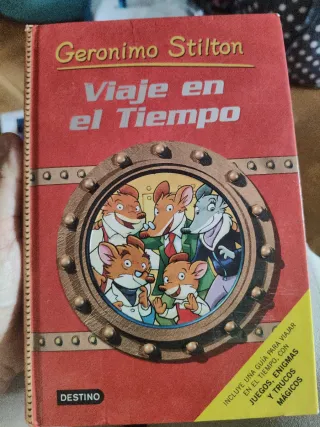 Geronimo Stilton
Viaje en
el Tiempo
INCLUYE UNA GUÍA PARA VIAJAR
EN EL TIEMPO, CON
JUEGOS, ENIGMAS
Y TRUCOS
MÁGICOS
DESTINO